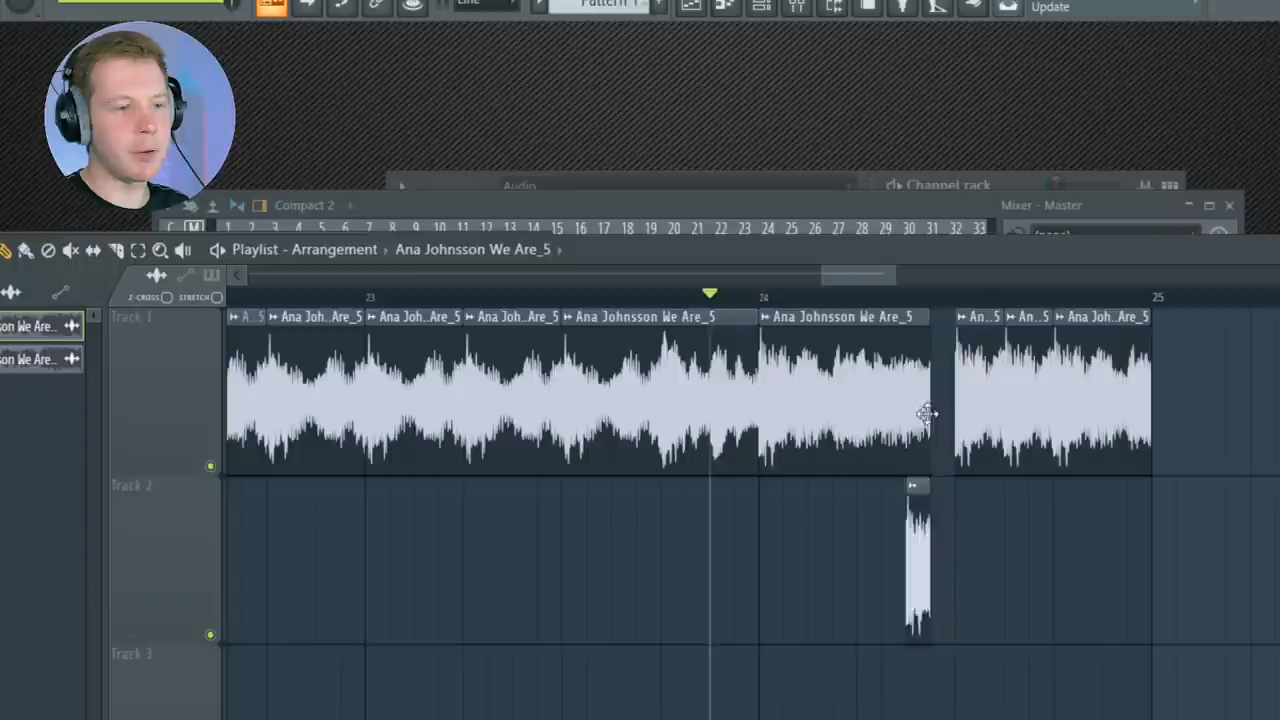 Line
Pattern 1
Update
Audio
Channel rack
Compact 2
Mixer - Master
C M 1 2 3 4 5 6 7 8 9 10 11 12 13 14 15 16 17 18 19 20 21 22 23 24 25 26 27 28 29 30 31 32 33
(none)
Playlist - Arrangement › Ana Johnsson We Are_5 ›
Z-CROSS STRETCH
23 24 25
son We Are..
son We Are..
Track 1
A..5 Ana Joh..Are_5 Ana Joh..Are_5 Ana Joh..Are_5 Ana Johnsson We Are_5 Ana Johnsson We Are_5 An..5 An..5 Ana Joh..Are_5
Track 2
Track 3